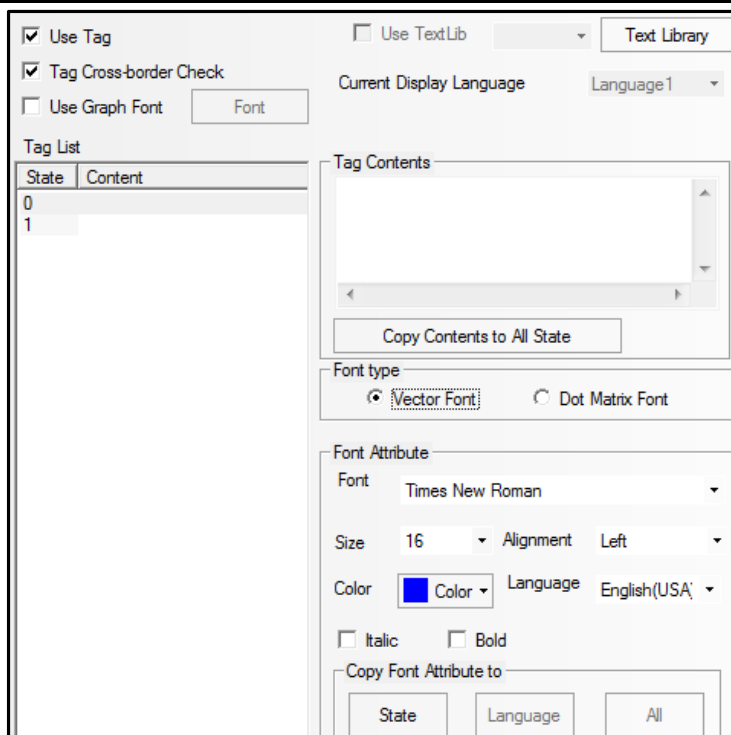 Use Tag
Use TextLib
Text Library
Tag Cross-border Check
Current Display Language
Language1
Use Graph Font
Font
Tag List
State Content
0
1
Tag Contents
Copy Contents to All State
Font type
Vector Font
Dot Matrix Font
Font Attribute
Font
Times New Roman
Size
16
Alignment
Left
Color
Color
Language
English(USA)
Italic
Bold
Copy Font Attribute to
State
Language
All